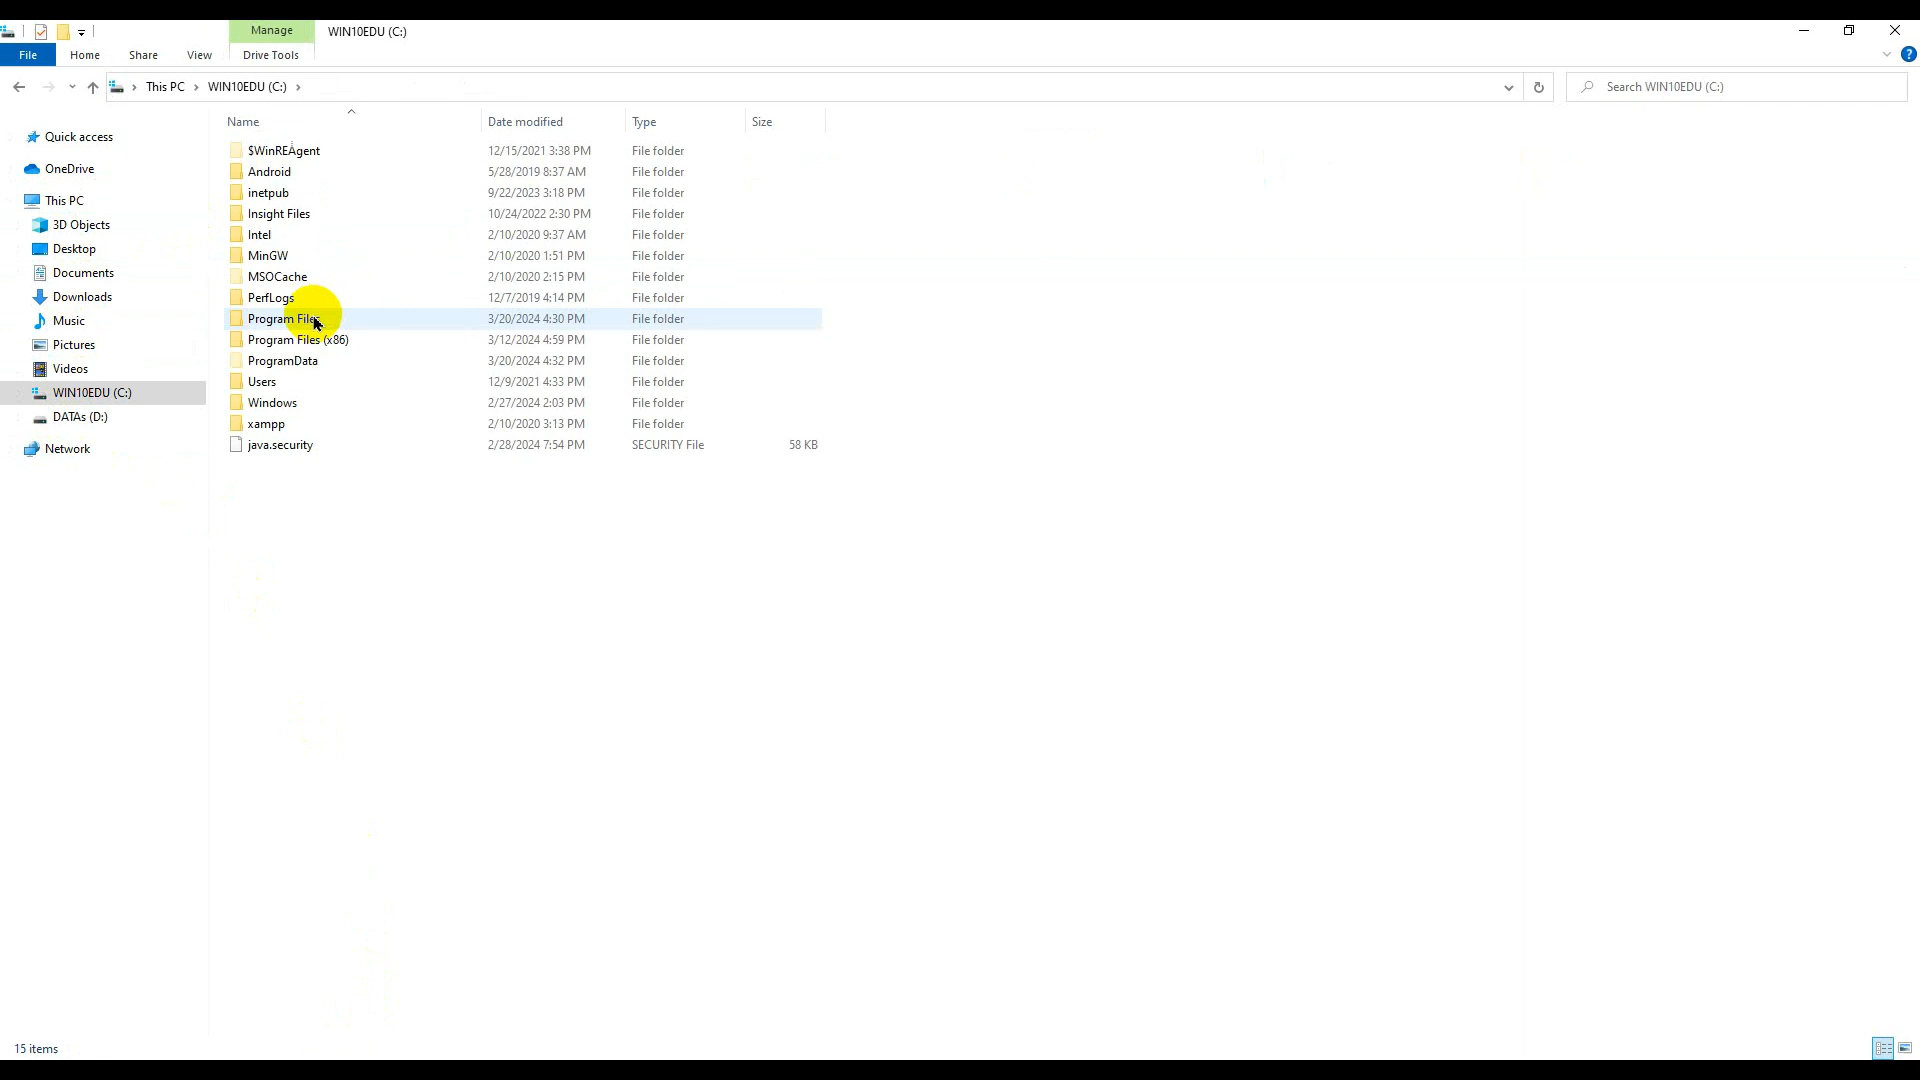 Manage WIN10EDU (C:)
File Home Share View Drive Tools
This PC WIN10EDU (C:) Search WIN10EDU (C:)
Name Date modified Type Size
Quick access
OneDrive
This PC
3D Objects
Desktop
Documents
Downloads
Music
Pictures
Videos
WIN10EDU (C:)
DATAs (D:)
Network
$WinREAgent 12/15/2021 3:38 PM File folder
Android 5/28/2019 8:37 AM File folder
inetpub 9/22/2023 3:18 PM File folder
Insight Files 10/24/2022 2:30 PM File folder
Intel 2/10/2020 9:37 AM File folder
MinGW 2/10/2020 1:51 PM File folder
MSOCache 2/10/2020 2:15 PM File folder
PerfLogs 12/7/2019 4:14 PM File folder
Program Files 3/20/2024 4:30 PM File folder
Program Files (x86) 3/12/2024 4:59 PM File folder
ProgramData 3/20/2024 4:32 PM File folder
Users 12/9/2021 4:33 PM File folder
Windows 2/27/2024 2:03 PM File folder
xampp 2/10/2020 3:13 PM File folder
java.security 2/28/2024 7:54 PM SECURITY File 58 KB
15 items